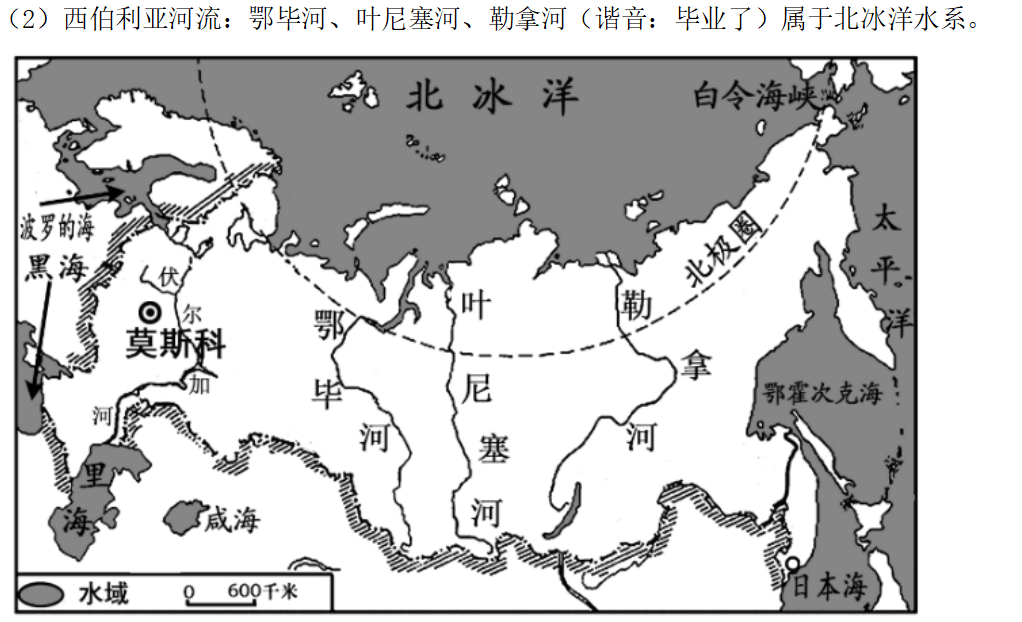 （2）西伯利亚河流：鄂毕河、叶尼塞河、勒拿河（谐音：毕业了）属于北冰洋水系。
北冰洋
白令海峡
波罗的海
黑海
太平洋
北极圈
伏尔加河
莫斯科
鄂毕河
叶尼塞河
勒拿河
鄂霍次克海
里海
咸海
日本海
水域
0 600千米